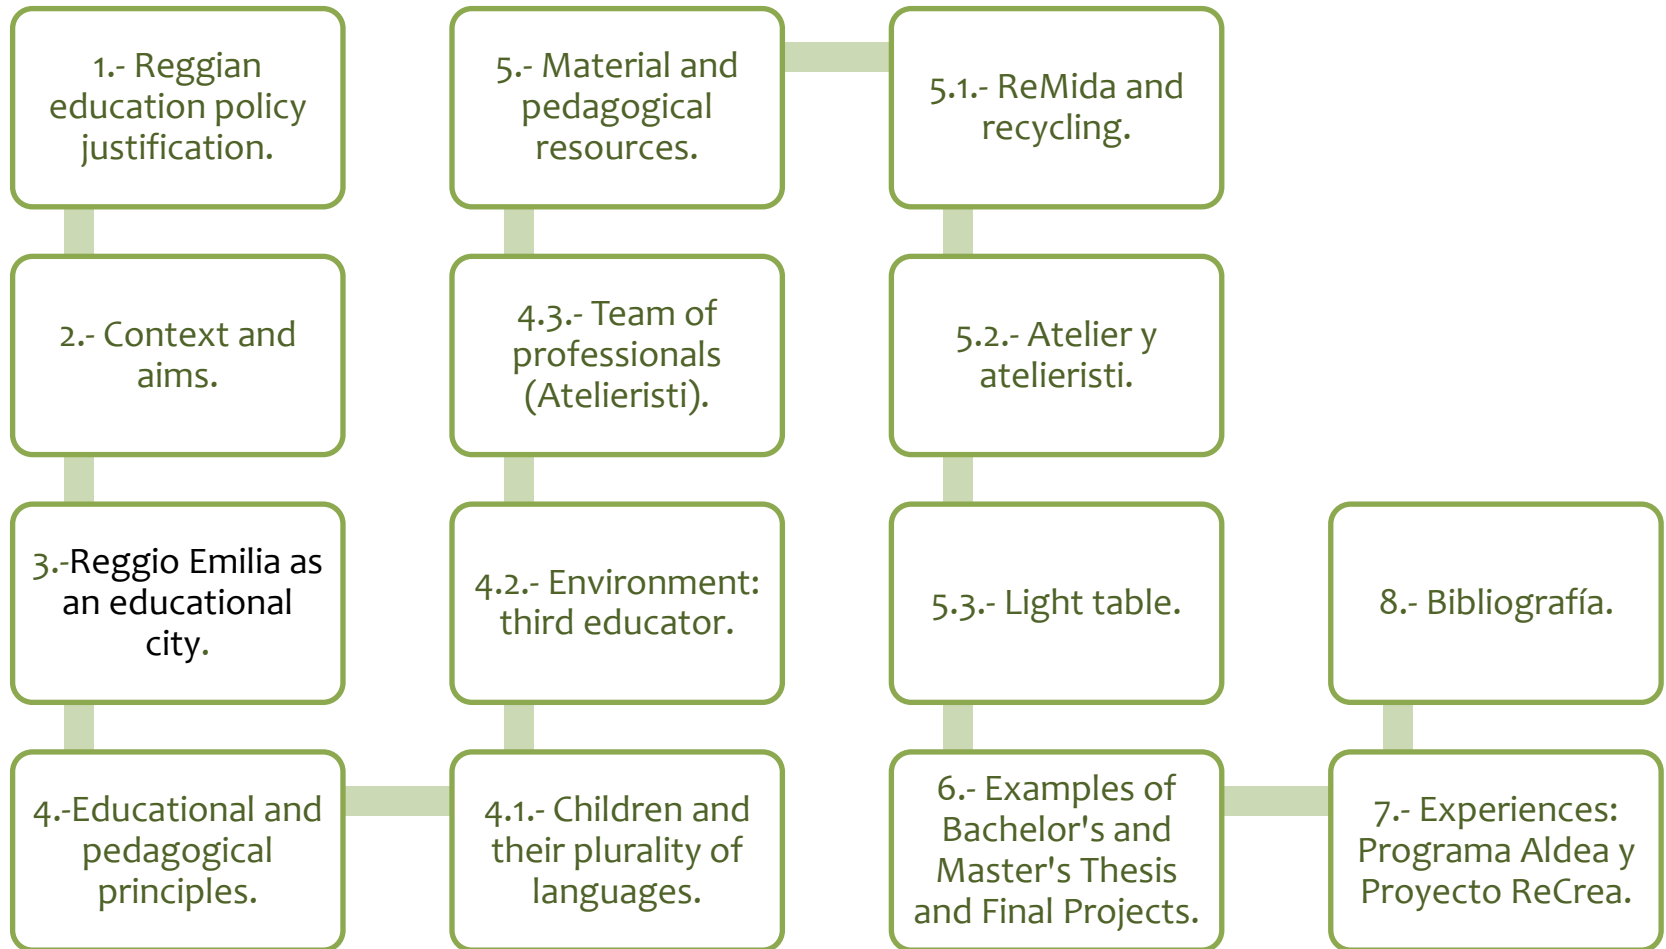 1.- Reggian
education policy
justification.
2.- Context and
aims.
3.-Reggio Emilia as
an educational
city.
4.-Educational and
pedagogical
principles.
4.1.- Children and
their plurality of
languages.
4.2.- Environment:
third educator.
4.3.- Team of
professionals
(Atelieristi).
5.- Material and
pedagogical
resources.
5.1.- ReMida and
recycling.
5.2.- Atelier y
atelieristi.
5.3.- Light table.
6.- Examples of
Bachelor's and
Master's Thesis
and Final Projects.
7.- Experiences:
Programa Aldea y
Proyecto ReCrea.
8.- Bibliografía.